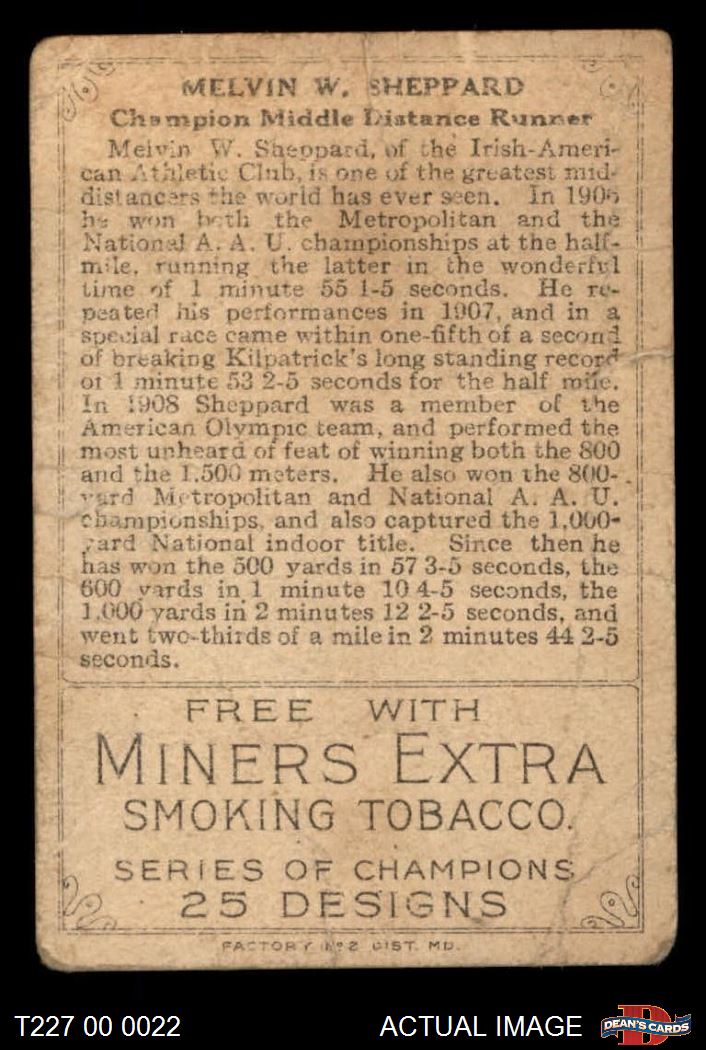 MELVIN W. SHEPPARD
Champion Middle Distance Runner
Melvin W. Sheppard, of the Irish-Ameri-
can Athletic Club, is one of the greatest mid-
distancers the world has ever seen. In 1906
he won both the Metropolitan and the
National A. A. U. championships at the half-
mile, running the latter in the wonderful
time of 1 minute 55 1-5 seconds. He re-
peated his performances in 1907, and in a
special race came within one-fifth of a second
of breaking Kilpatrick's long standing record
of 1 minute 53 2-5 seconds for the half mile.
In 1908 Sheppard was a member of the
American Olympic team, and performed the
most unheard of feat of winning both the 800
and the 1,500 meters. He also won the 800-
yard Metropolitan and National A. A. U.
championships, and also captured the 1,000-
yard National indoor title. Since then he
has won the 500 yards in 57 3-5 seconds, the
600 yards in 1 minute 10 4-5 seconds, the
1,000 yards in 2 minutes 12 2-5 seconds, and
went two-thirds of a mile in 2 minutes 44 2-5
seconds.
FREE WITH
MINERS EXTRA
SMOKING TOBACCO.
SERIES OF CHAMPIONS
25 DESIGNS
FACTORY Nº 2 DIST. MD.
T227 00 0022
ACTUAL IMAGE
DEAN'S CARDS